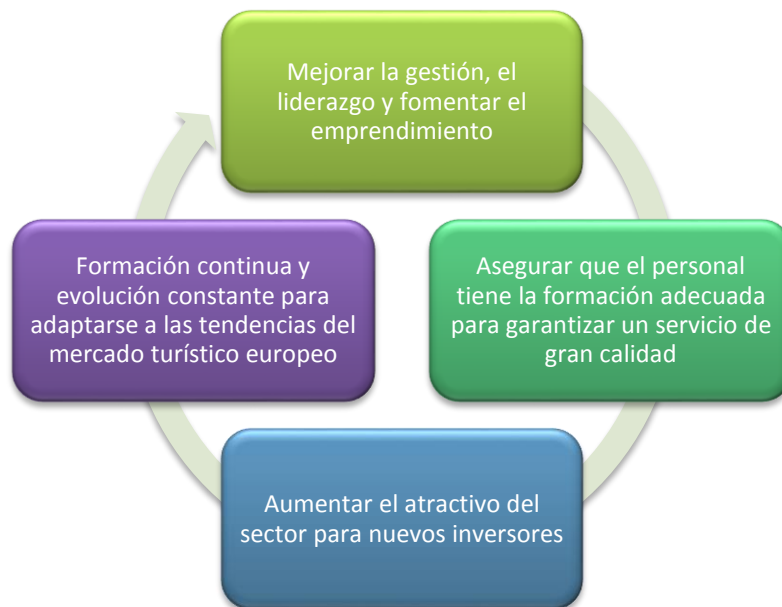 Mejorar la gestión, el
liderazgo y fomentar el
emprendimiento
Asegurar que el personal
tiene la formación adecuada
para garantizar un servicio de
gran calidad
Aumentar el atractivo del
sector para nuevos inversores
Formación continua y
evolución constante para
adaptarse a las tendencias del
mercado turístico europeo